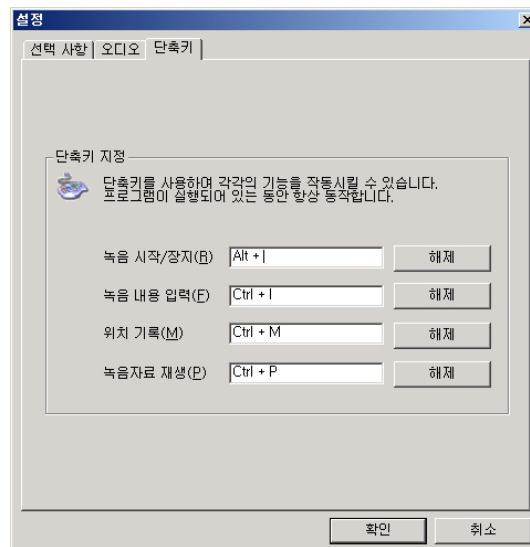 설정
선택 사항 오디오 단축키
단축키 지정
단축키를 사용하여 각각의 기능을 작동시킬 수 있습니다.
프로그램이 실행되어 있는 동안 항상 동작합니다.
녹음 시작/장지(R) Alt + 해제
녹음 내용 입력(F) Ctrl + I 해제
위치 기록(M) Ctrl + M 해제
녹음자료 재생(P) Ctrl + P 해제
확인 취소